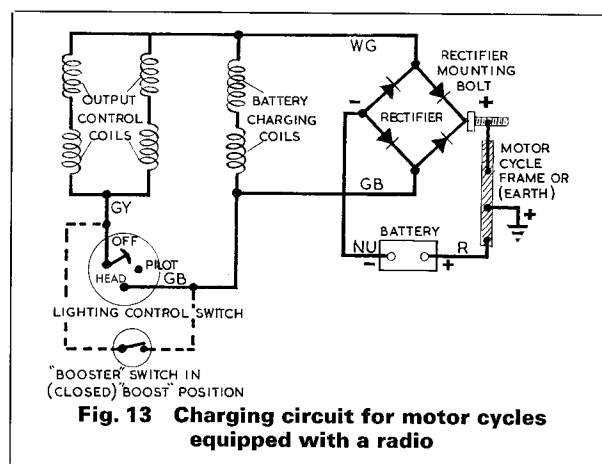 WG
RECTIFIER
MOUNTING
BOLT
OUTPUT
CONTROL
COILS
BATTERY
CHARGING
COILS
-
RECTIFIER
+
MOTOR
CYCLE
FRAME OR
(EARTH)
GB
GY
+
BATTERY
OFF
PILOT
HEAD
GB
NU
-
+
R
LIGHTING CONTROL SWITCH
"BOOSTER" SWITCH IN
(CLOSED) "BOOST" POSITION
Fig. 13 Charging circuit for motor cycles
equipped with a radio